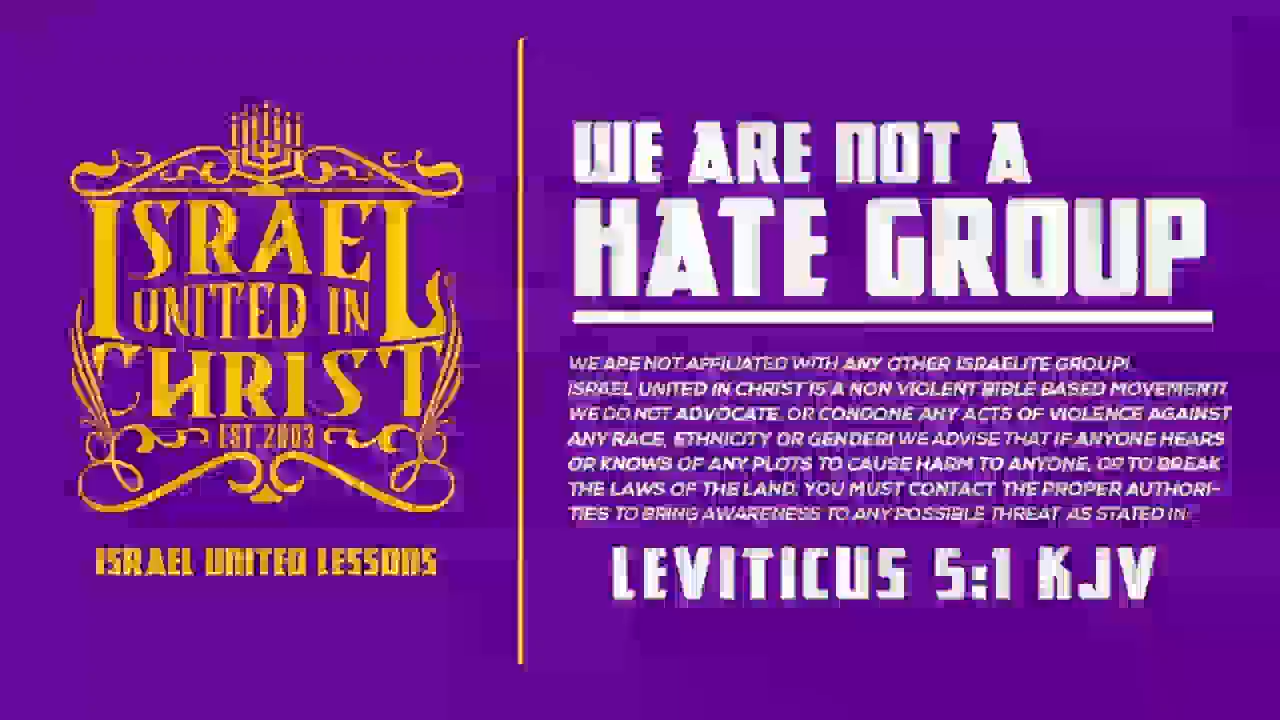 ISRAEL
UNITED IN
CHRIST
EST. 2003
ISRAEL UNITED LESSONS
WE ARE NOT A
HATE GROUP
WE ARE NOT AFFILIATED WITH ANY OTHER ISRAELITE GROUP!
ISRAEL UNITED IN CHRIST IS A NON VIOLENT BIBLE BASED MOVEMENT!
WE DO NOT ADVOCATE, OR CONDONE ANY ACTS OF VIOLENCE AGAINST
ANY RACE, ETHNICITY OR GENDER! WE ADVISE THAT IF ANYONE HEARS
OR KNOWS OF ANY PLOTS TO CAUSE HARM TO ANYONE, OR TO BREAK
THE LAWS OF THE LAND, YOU MUST CONTACT THE PROPER AUTHORI-
TIES TO BRING AWARENESS TO ANY POSSIBLE THREAT AS STATED IN:
LEVITICUS 5:1 KJV